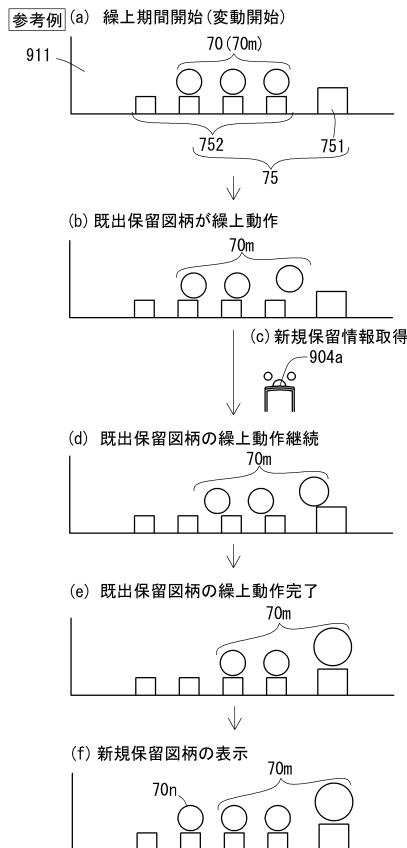 参考例 (a) 繰上期間開始(変動開始)
911
70(70m)
752
751
75
(b) 既出保留図柄が繰上動作
70m
(c) 新規保留情報取得
904a
(d) 既出保留図柄の繰上動作継続
70m
(e) 既出保留図柄の繰上動作完了
70m
(f) 新規保留図柄の表示
70n
70m